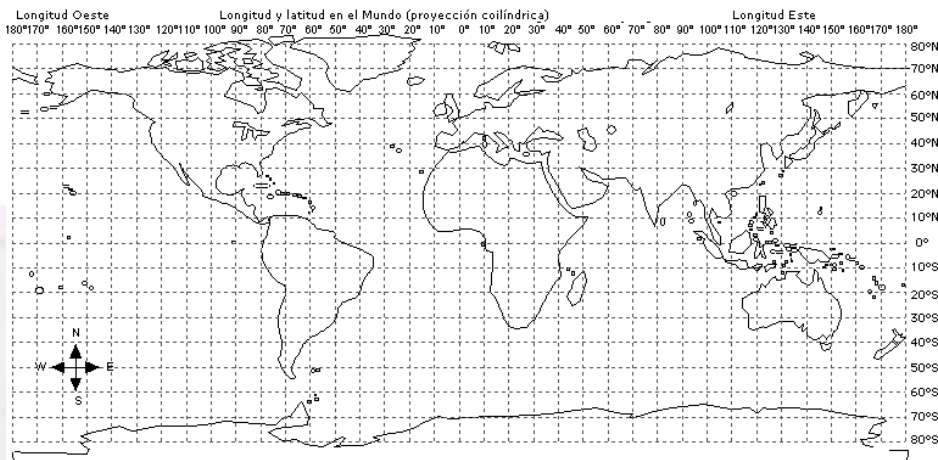 Longitud Oeste Longitud y latitud en el Mundo (proyección coilíndrica) Longitud Este
180° 170° 160° 150° 140° 130° 120° 110° 100° 90° 80° 70° 60° 50° 40° 30° 20° 10° 0° 10° 20° 30° 40° 50° 60° 70° 80° 90° 100° 110° 120° 130° 140° 150° 160° 170° 180°
80°N
70°N
60°N
50°N
40°N
30°N
20°N
10°N
0°
10°S
20°S
30°S
N
40°S
W E
50°S
S
60°S
70°S
80°S